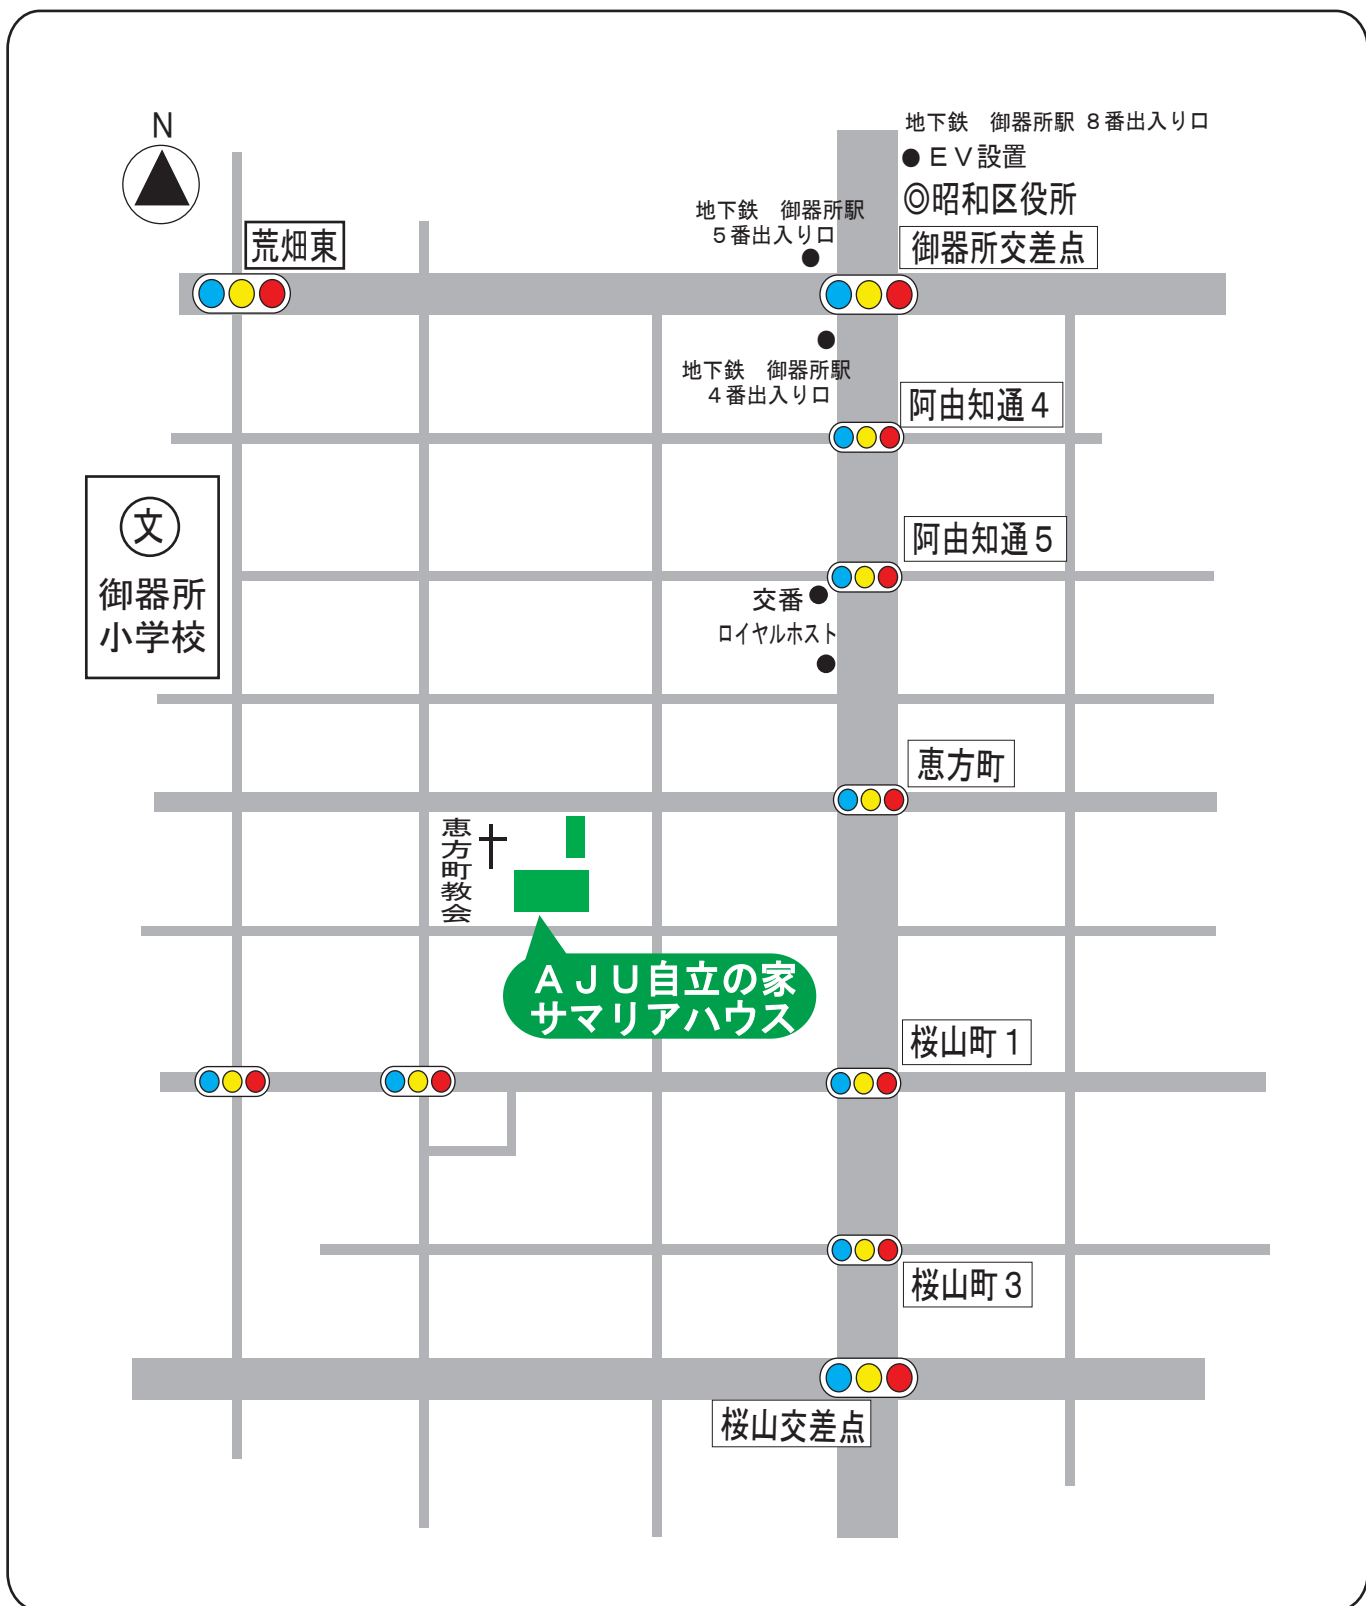 N
地下鉄　御器所駅 8番出入り口
EV設置
◎昭和区役所
地下鉄　御器所駅
5番出入り口
荒畑東
御器所交差点
地下鉄　御器所駅
4番出入り口
阿由知通4
文
御器所
小学校
阿由知通5
交番
ロイヤルホスト
恵方町
恵方町教会
AJU自立の家
サマリアハウス
桜山町1
桜山町3
桜山交差点